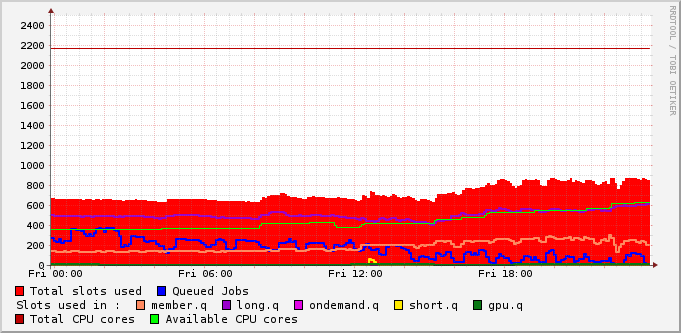 RRDTOOL / TOBI OETIKER
2400
2200
2000
1800
1600
1400
1200
1000
800
600
400
200
0
Fri 00:00 Fri 06:00 Fri 12:00 Fri 18:00
Total slots used Queued Jobs
Slots used in : member.q long.q ondemand.q short.q gpu.q
Total CPU cores Available CPU cores